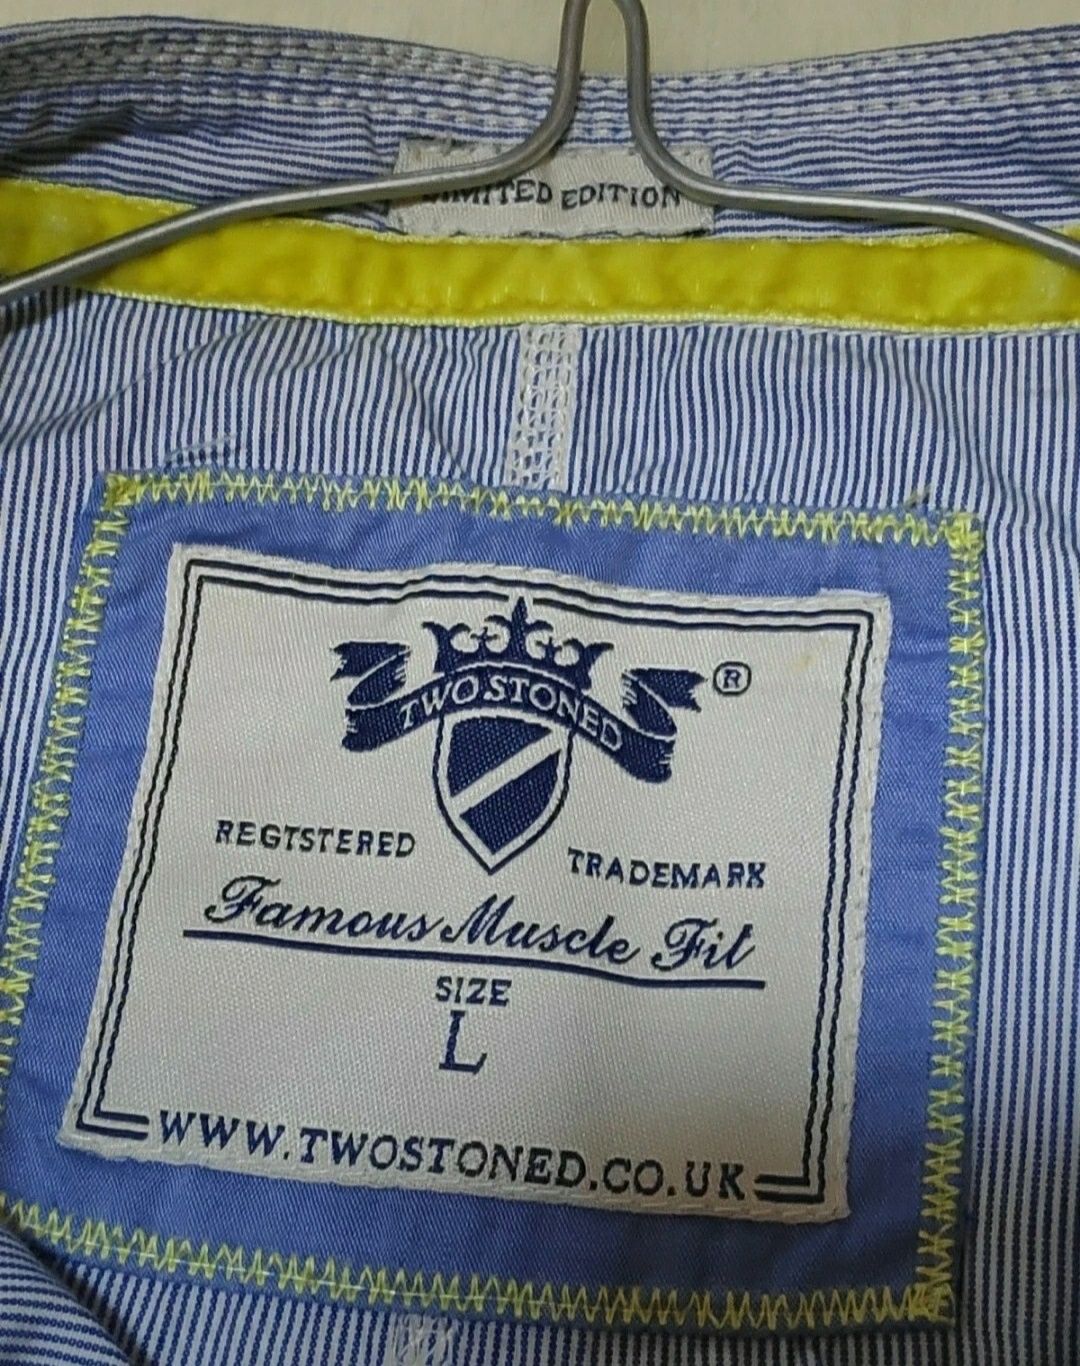 LIMITED EDITION
TWO STONED
®
REGTSTERED
TRADEMARK
Famous Muscle Fit
SIZE
L
WWW.TWOSTONED.CO.UK